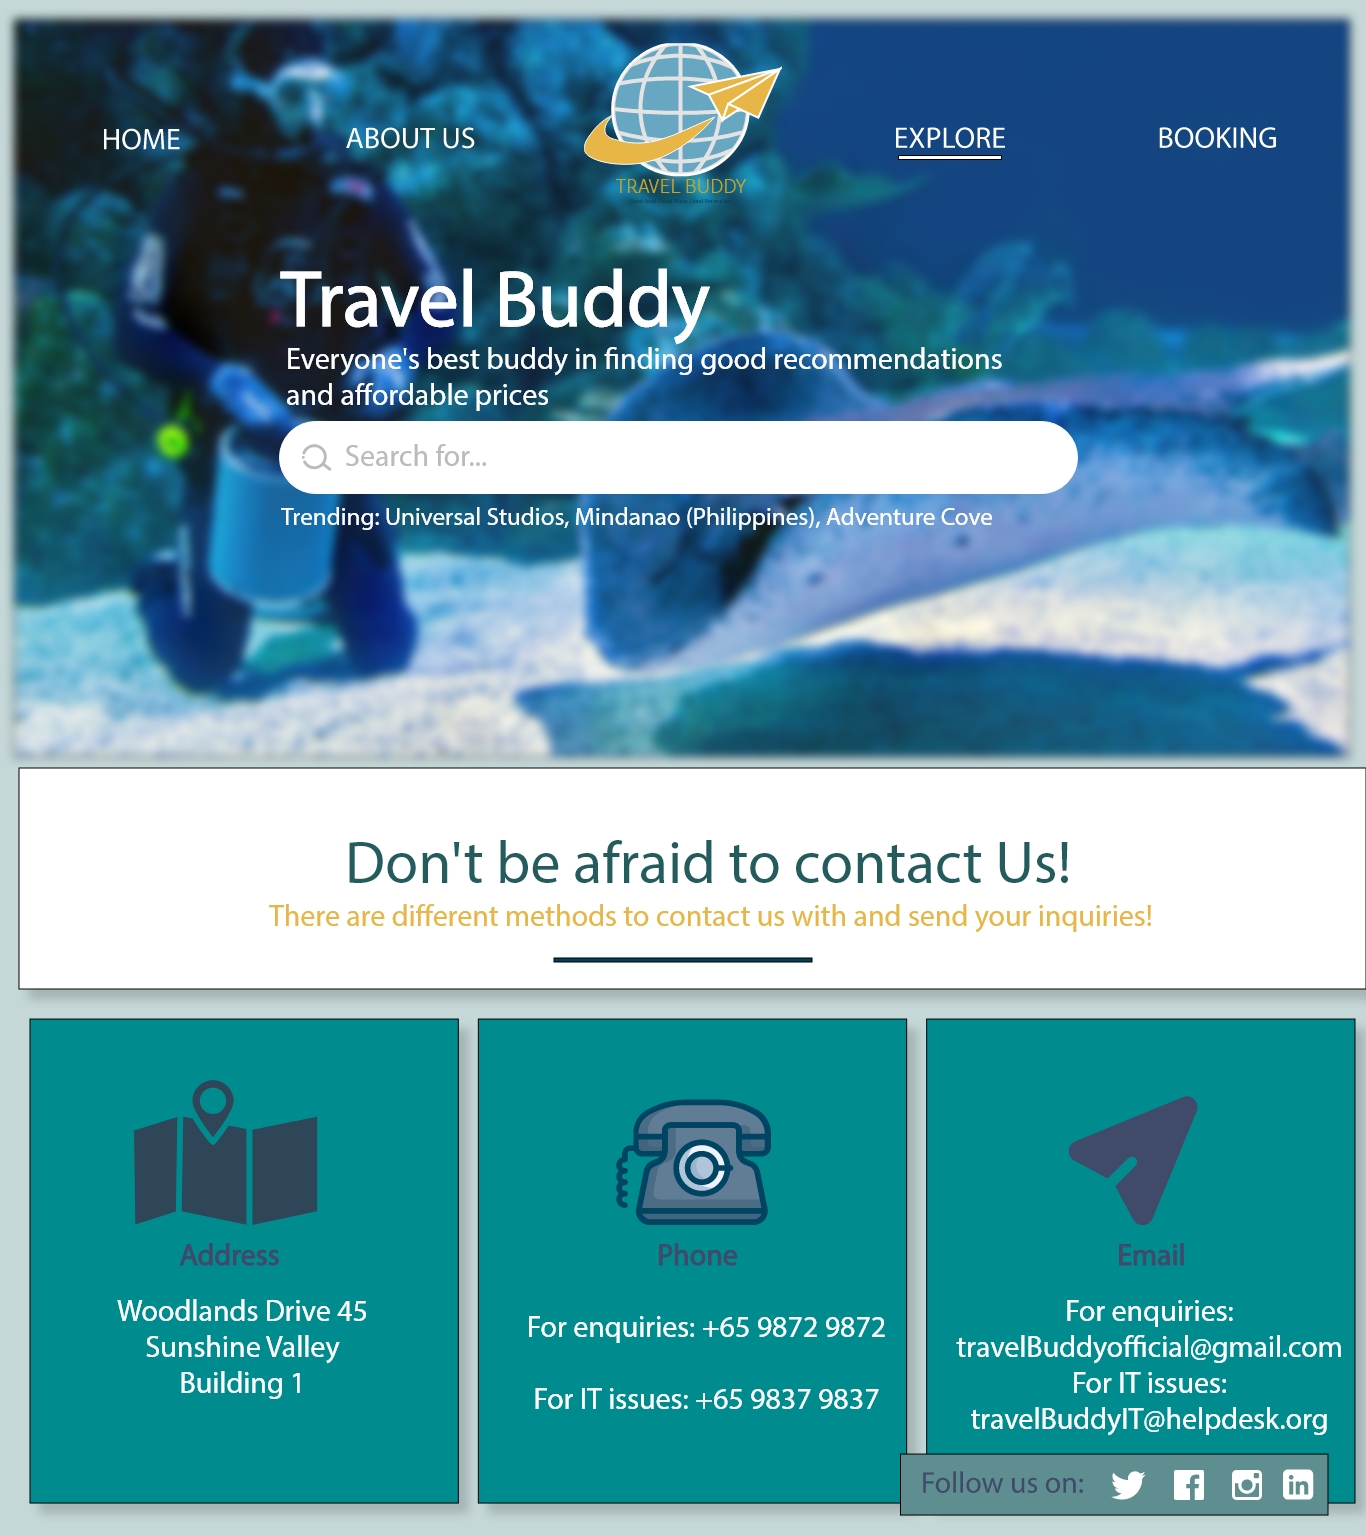 HOME
ABOUT US
EXPLORE
BOOKING
TRAVEL BUDDY
Travel Buddy
Everyone's best buddy in finding good recommendations
and affordable prices
Search for...
Trending: Universal Studios, Mindanao (Philippines), Adventure Cove
Don't be afraid to contact Us!
There are different methods to contact us with and send your inquiries!
Address
Woodlands Drive 45
Sunshine Valley
Building 1
Phone
For enquiries: +65 9872 9872
For IT issues: +65 9837 9837
Email
For enquiries:
travelBuddyofficial@gmail.com
For IT issues:
travelBuddyIT@helpdesk.org
Follow us on: